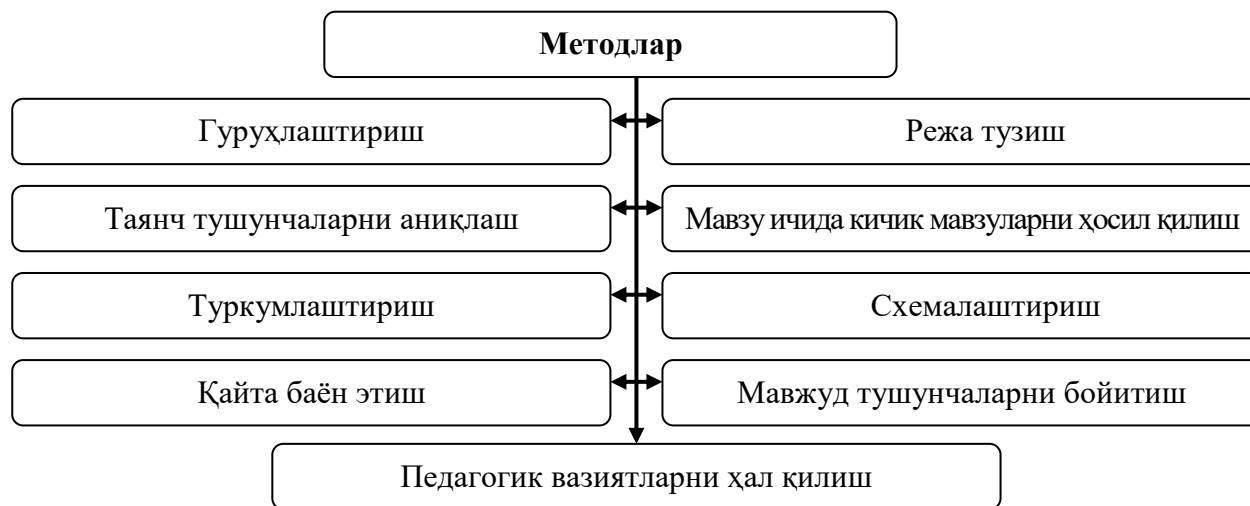 Методлар
Гуруҳлаштириш
Режа тузиш
Таянч тушунчаларни аниқлаш
Мавзу ичида кичик мавзуларни ҳосил қилиш
Туркумлаштириш
Схемалаштириш
Қайта баён этиш
Мавжуд тушунчаларни бойитиш
Педагогик вазиятларни ҳал қилиш